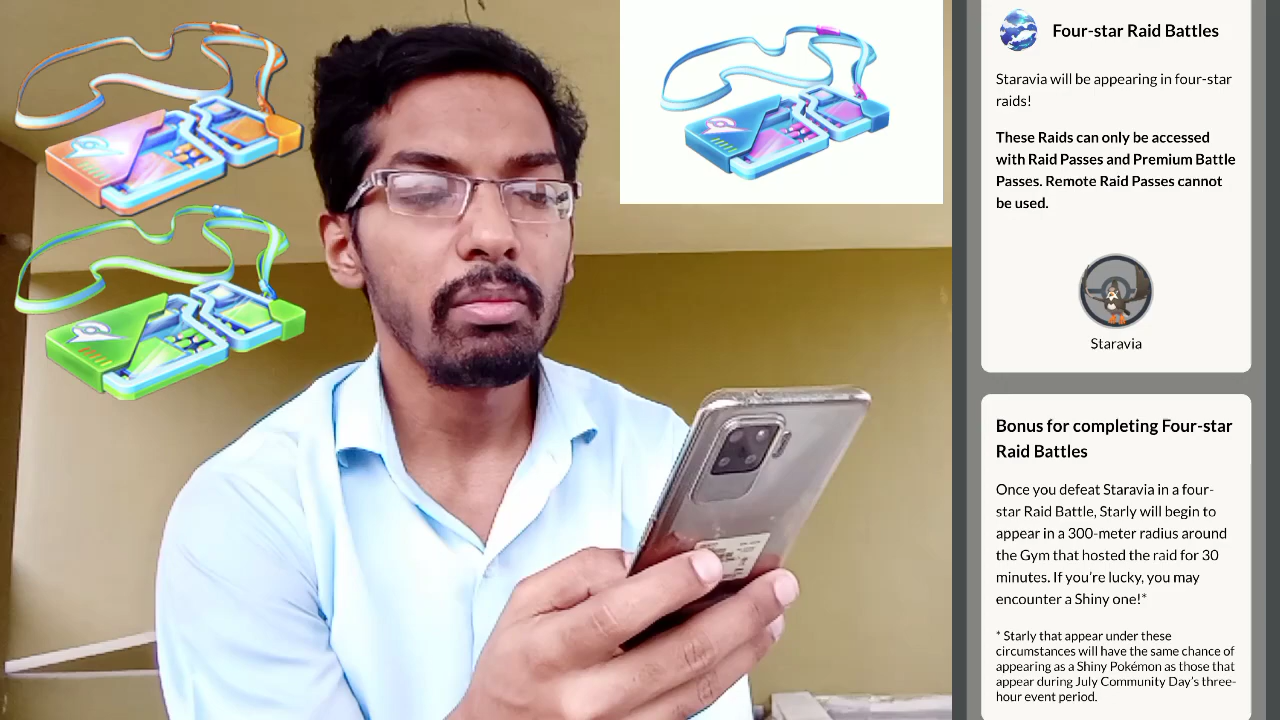 Four-star Raid Battles
Staravia will be appearing in four-star
raids!
These Raids can only be accessed
with Raid Passes and Premium Battle
Passes. Remote Raid Passes cannot
be used.
Staravia
Bonus for completing Four-star
Raid Battles
Once you defeat Staravia in a four-
star Raid Battle, Starly will begin to
appear in a 300-meter radius around
the Gym that hosted the raid for 30
minutes. If you’re lucky, you may
encounter a Shiny one!*
* Starly that appear under these
circumstances will have the same chance of
appearing as a Shiny Pokémon as those that
appear during July Community Day’s three-
hour event period.